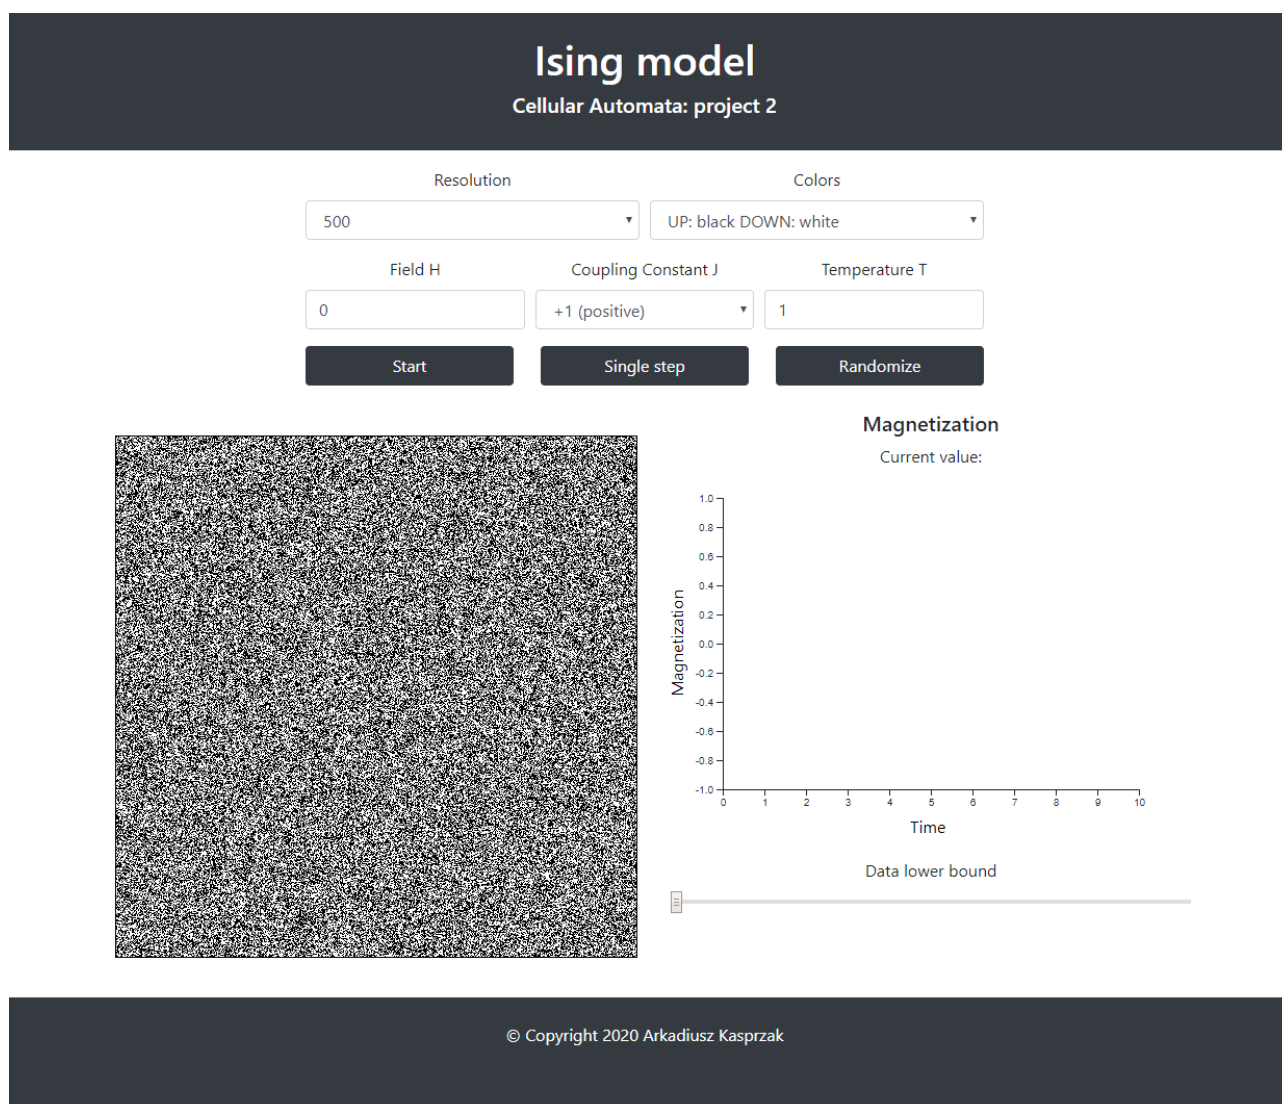 Ising model
Cellular Automata: project 2
Resolution
Colors
500
UP: black DOWN: white
Field H
Coupling Constant J
Temperature T
0
+1 (positive)
1
Start
Single step
Randomize
Magnetization
Current value:
1.0
0.8
0.6
0.4
0.2
0.0
-0.2
-0.4
-0.6
-0.8
-1.0
Magnetization
0 1 2 3 4 5 6 7 8 9 10
Time
Data lower bound
© Copyright 2020 Arkadiusz Kasprzak